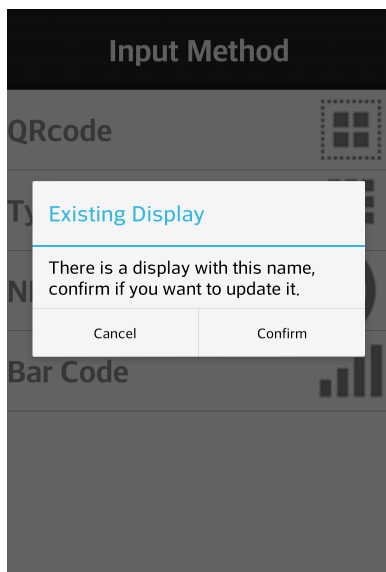 Input Method
QRcode
Existing Display
There is a display with this name,
confirm if you want to update it.
Cancel Confirm
Bar Code